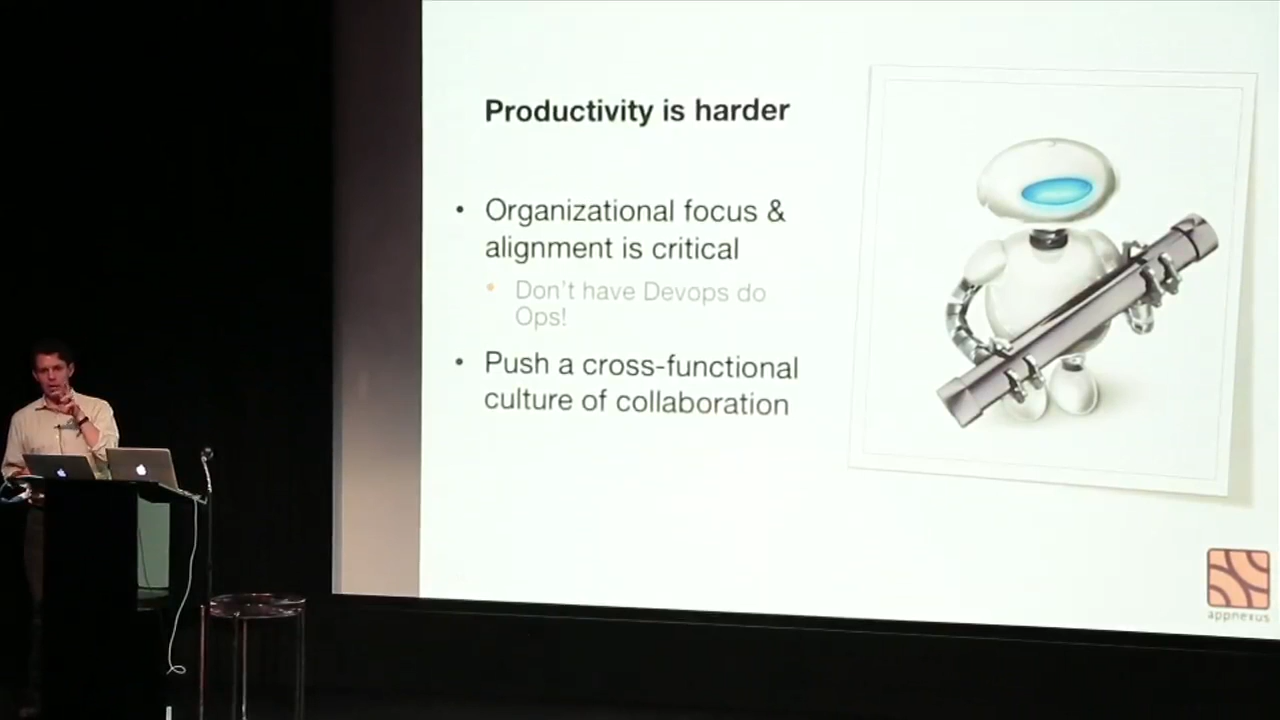 Productivity is harder
• Organizational focus &
alignment is critical
• Don't have Devops do
Ops!
• Push a cross-functional
culture of collaboration
appnexus